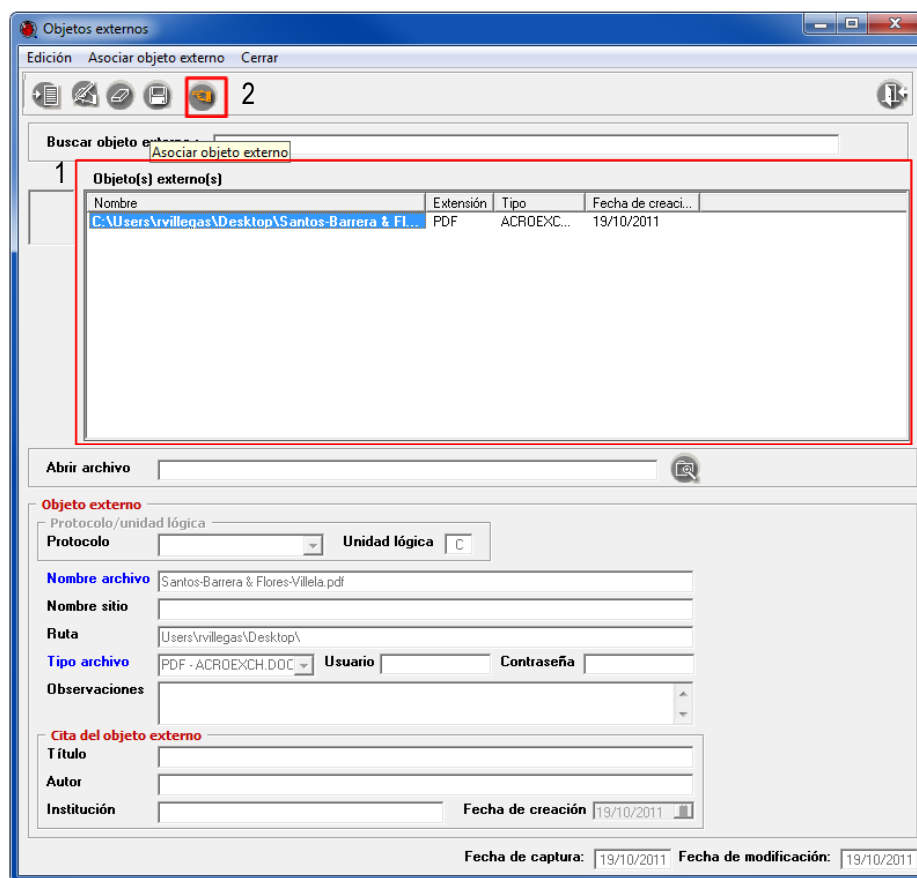 Objetos externos
Edición Asociar objeto externo Cerrar
2
Buscar objeto
Asociar objeto externo
1
Objeto(s) externo(s)
Nombre Extensión Tipo Fecha de creaci...
C:\Users\rvillegas\Desktop\Santos-Barrera & Fl... PDF ACROEXC... 19/10/2011
Abrir archivo
Objeto externo
Protocolo/unidad lógica
Protocolo Unidad lógica C
Nombre archivo Santos-Barrera & Flores-Villela.pdf
Nombre sitio
Ruta Users\rvillegas\Desktop\
Tipo archivo PDF - ACROEXCH.DOC Usuario Contraseña
Observaciones
Cita del objeto externo
Título
Autor
Institución Fecha de creación 19/10/2011
Fecha de captura: 19/10/2011 Fecha de modificación: 19/10/2011